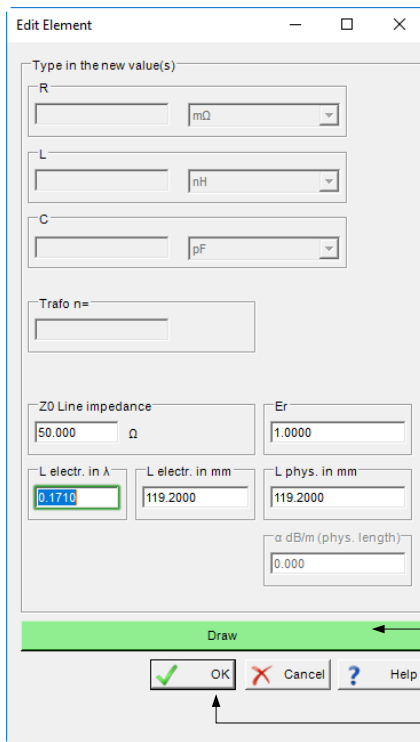 Edit Element
Type in the new value(s)
R
mΩ
L
nH
C
pF
Trafo n=
Z0 Line impedance
Er
50.000 Ω
1.0000
L electr. in λ
L electr. in mm
L phys. in mm
0.1710
119.2000
119.2000
α dB/m (phys. length)
0.000
Draw
OK
Cancel
? Help